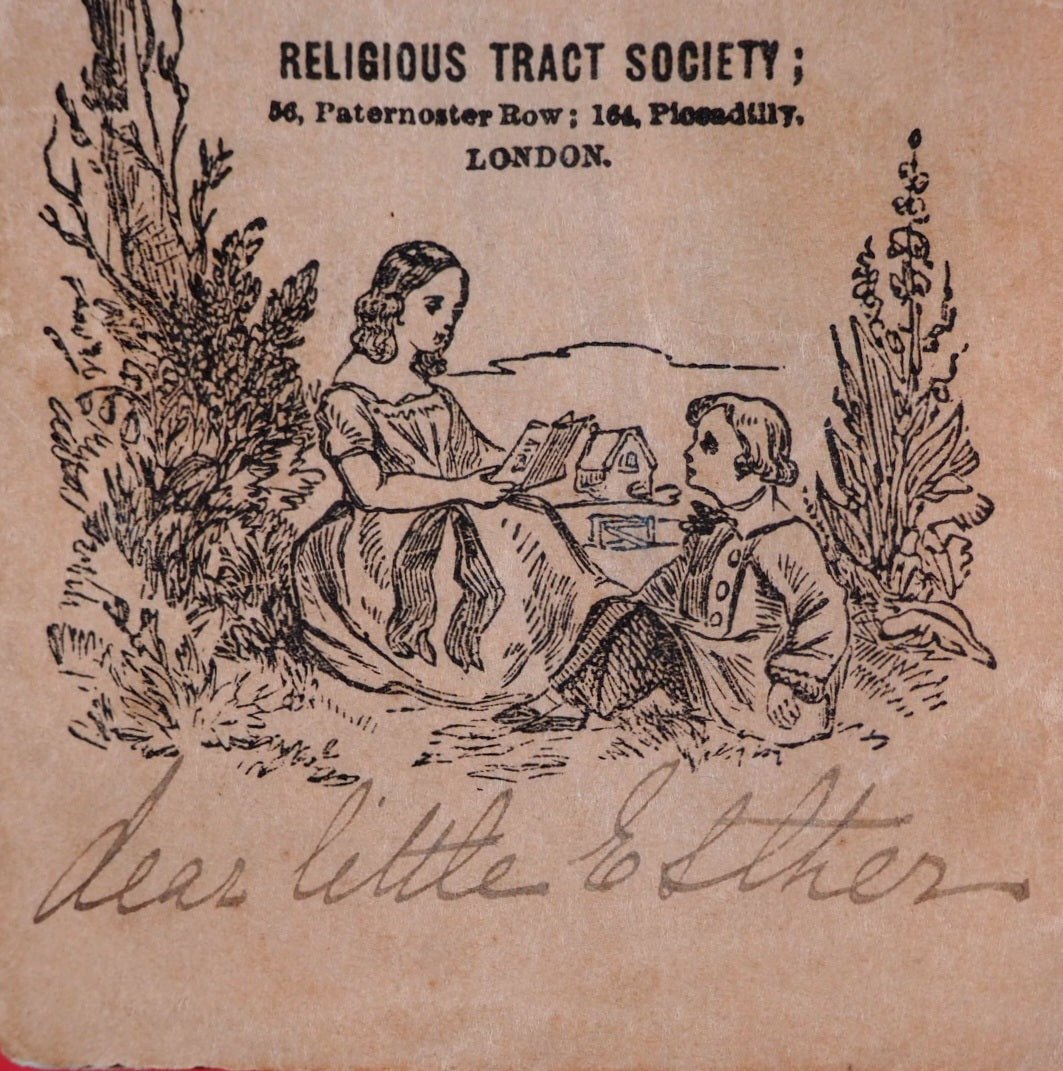 RELIGIOUS TRACT SOCIETY;
56, Paternoster Row; 164, Piccadilly,
LONDON.
dear little Esther